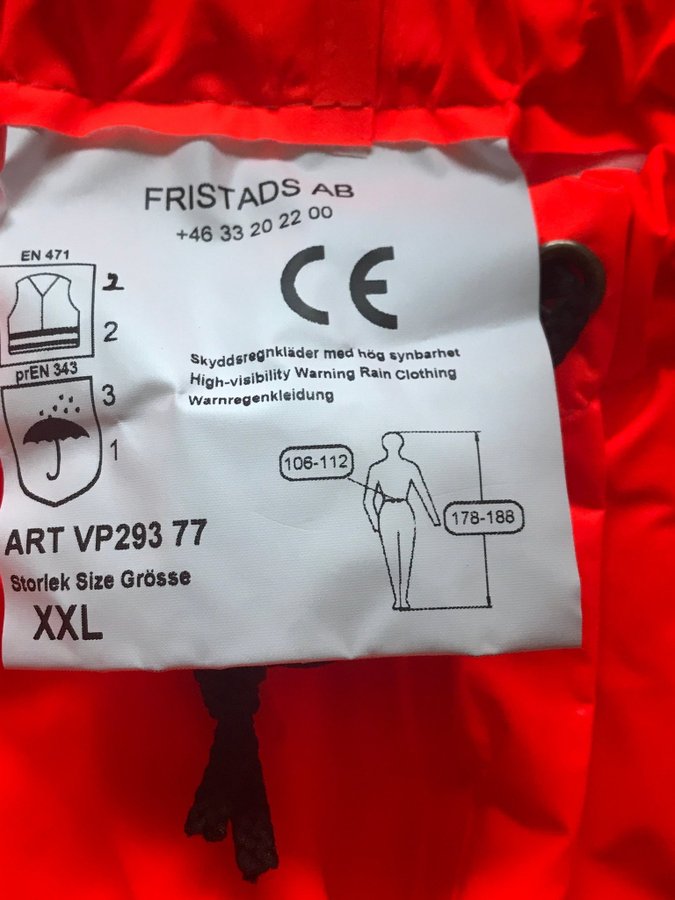 FRISTADS AB
+46 33 20 22 00
EN 471
2
2
CE
prEN 343
3
1
Skyddsregnkläder med hög synbarhet
High-visibility Warning Rain Clothing
Warnregenkleidung
106-112
178-188
ART VP293 77
Storlek Size Grösse
XXL